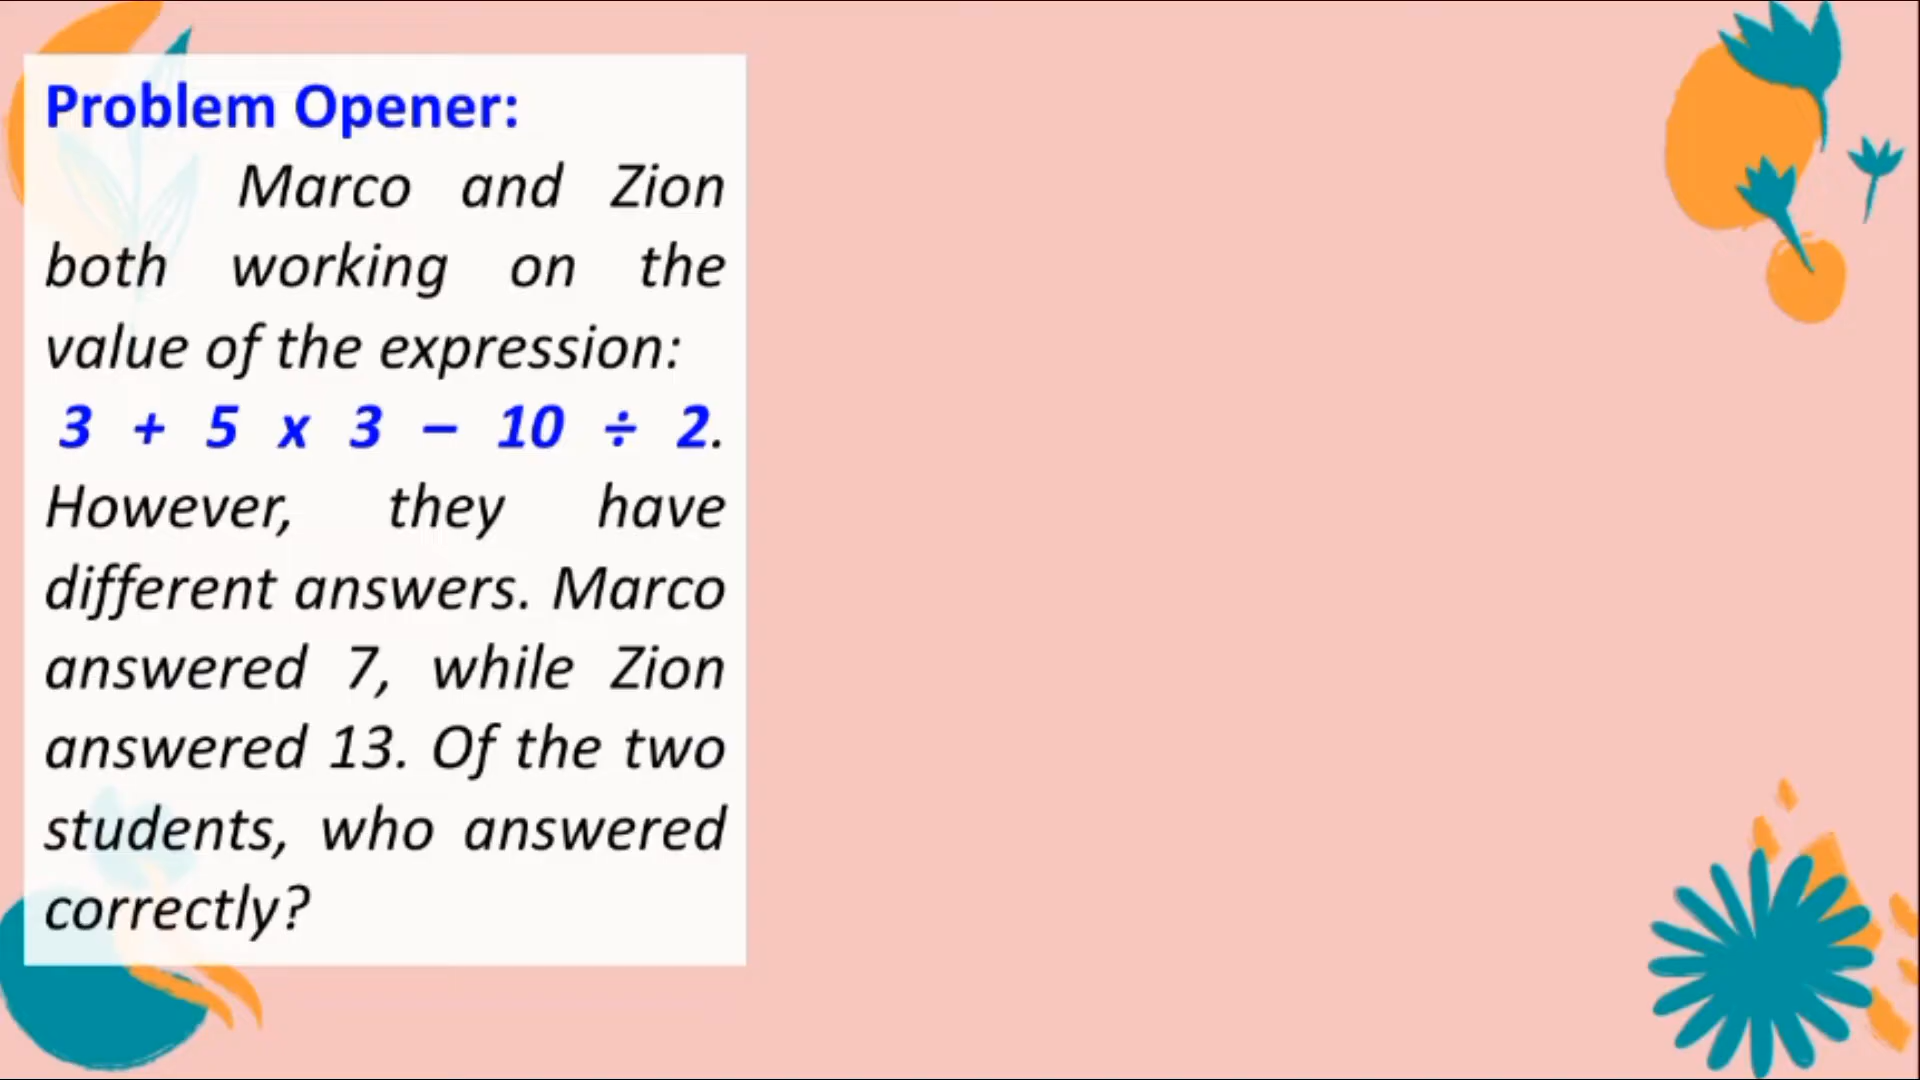 Problem Opener:
Marco and Zion
both working on the
value of the expression:
3 + 5 x 3 – 10 ÷ 2.
However, they have
different answers. Marco
answered 7, while Zion
answered 13. Of the two
students, who answered
correctly?